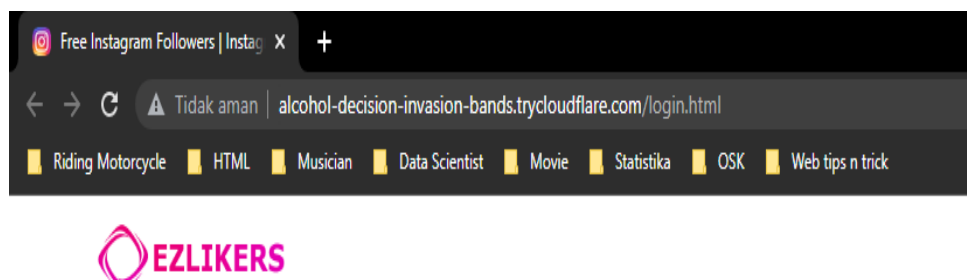 Free Instagram Followers | Instag
Tidak aman | alcohol-decision-invasion-bands.trycloudflare.com/login.html
Riding Motorcycle HTML Musician Data Scientist Movie Statistika OSK Web tips n trick
EZLIKERS